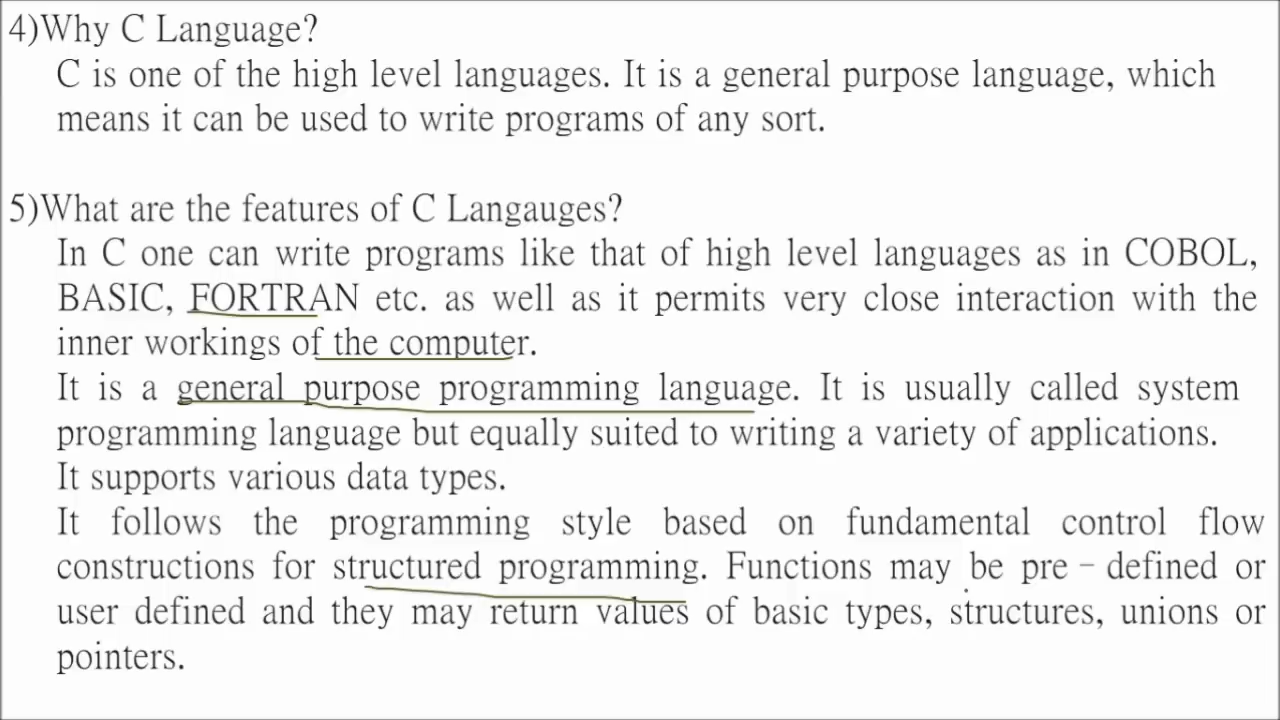 4)Why C Language?
C is one of the high level languages. It is a general purpose language, which
means it can be used to write programs of any sort.
5)What are the features of C Langauges?
In C one can write programs like that of high level languages as in COBOL,
BASIC, FORTRAN etc. as well as it permits very close interaction with the
inner workings of the computer.
It is a general purpose programming language. It is usually called system
programming language but equally suited to writing a variety of applications.
It supports various data types.
It follows the programming style based on fundamental control flow
constructions for structured programming. Functions may be pre – defined or
user defined and they may return values of basic types, structures, unions or
pointers.